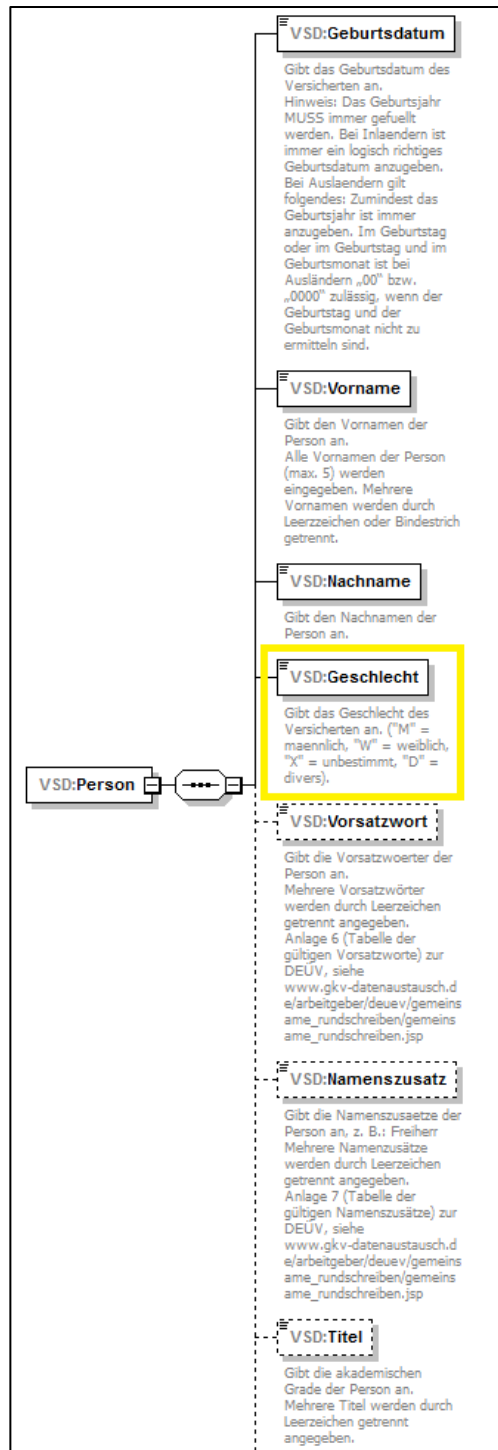 VSD:Geburtsdatum
Gibt das Geburtsdatum des
Versicherten an.
Hinweis: Das Geburtsjahr
MUSS immer gefuellt
werden. Bei Inlaendern ist
immer ein logisch richtiges
Geburtsdatum anzugeben.
Bei Auslaendern gilt
folgendes: Zumindest das
Geburtsjahr ist immer
anzugeben. Im Geburtstag
oder im Geburtstag und im
Geburtsmonat ist bei
Ausländern „00“ bzw.
„0000“ zulässig, wenn der
Geburtstag und der
Geburtsmonat nicht zu
ermitteln sind.
VSD:Vorname
Gibt den Vornamen der
Person an.
Alle Vornamen der Person
(max. 5) werden
eingegeben. Mehrere
Vornamen werden durch
Leerzzeichen oder Bindestrich
getrennt.
VSD:Nachname
Gibt den Nachnamen der
Person an.
VSD:Geschlecht
Gibt das Geschlecht des
Versicherten an. ("M" =
maennlich, "W" = weiblich,
"X" = unbestimmt, "D" =
divers).
VSD:Person
VSD:Vorsatzwort
Gibt die Vorsatzwoerter der
Person an.
Mehrere Vorsatzwörter
werden durch Leerzeichen
getrennt angegeben.
Anlage 6 (Tabelle der
gültigen Vorsatzworte) zur
DEÜV, siehe
www.gkv-datenaustausch.d
e/arbeitgeber/deuev/gemeins
ame_rundschreiben/gemeins
ame_rundschreiben.jsp
VSD:Namenszusatz
Gibt die Namenszusaetze der
Person an, z. B.: Freiherr
Mehrere Namenzusätze
werden durch Leerzeichen
getrennt angegeben.
Anlage 7 (Tabelle der
gültigen Namenszusätze) zur
DEÜV, siehe
www.gkv-datenaustausch.d
e/arbeitgeber/deuev/gemeins
ame_rundschreiben/gemeins
ame_rundschreiben.jsp
VSD:Titel
Gibt die akademischen
Grade der Person an.
Mehrere Titel werden durch
Leerzeichen getrennt
angegeben.